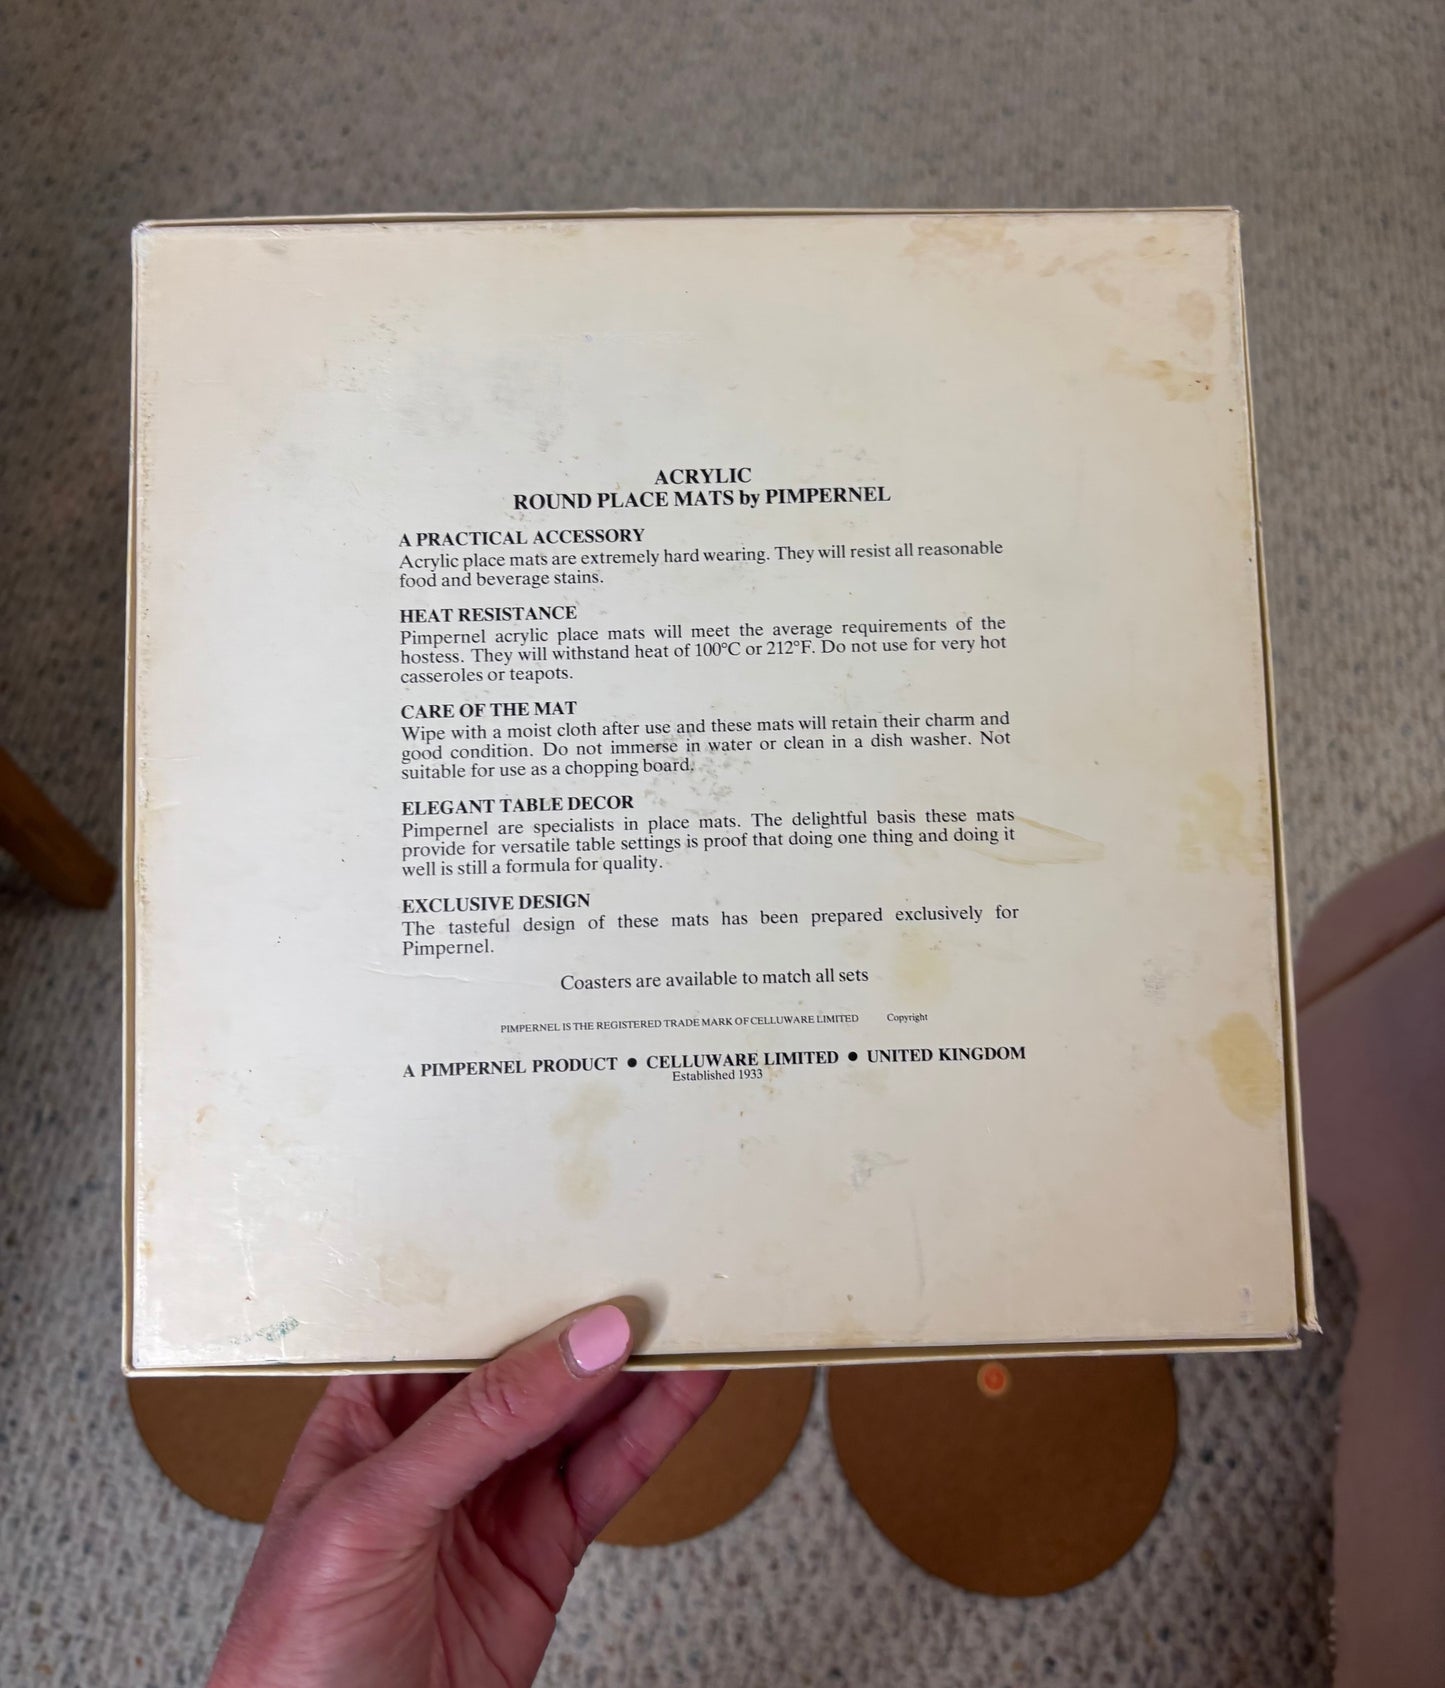 ACRYLIC
ROUND PLACE MATS by PIMPERNEL
A PRACTICAL ACCESSORY
Acrylic place mats are extremely hard wearing. They will resist all reasonable
food and beverage stains.
HEAT RESISTANCE
Pimpernel acrylic place mats will meet the average requirements of the
hostess. They will withstand heat of 100°C or 212°F. Do not use for very hot
casseroles or teapots.
CARE OF THE MAT
Wipe with a moist cloth after use and these mats will retain their charm and
good condition. Do not immerse in water or clean in a dish washer. Not
suitable for use as a chopping board.
ELEGANT TABLE DECOR
Pimpernel are specialists in place mats. The delightful basis these mats
provide for versatile table settings is proof that doing one thing and doing it
well is still a formula for quality.
EXCLUSIVE DESIGN
The tasteful design of these mats has been prepared exclusively for
Pimpernel.
Coasters are available to match all sets
PIMPERNEL IS THE REGISTERED TRADE MARK OF CELLUWARE LIMITED Copyright
A PIMPERNEL PRODUCT ● CELLUWARE LIMITED ● UNITED KINGDOM
Established 1933